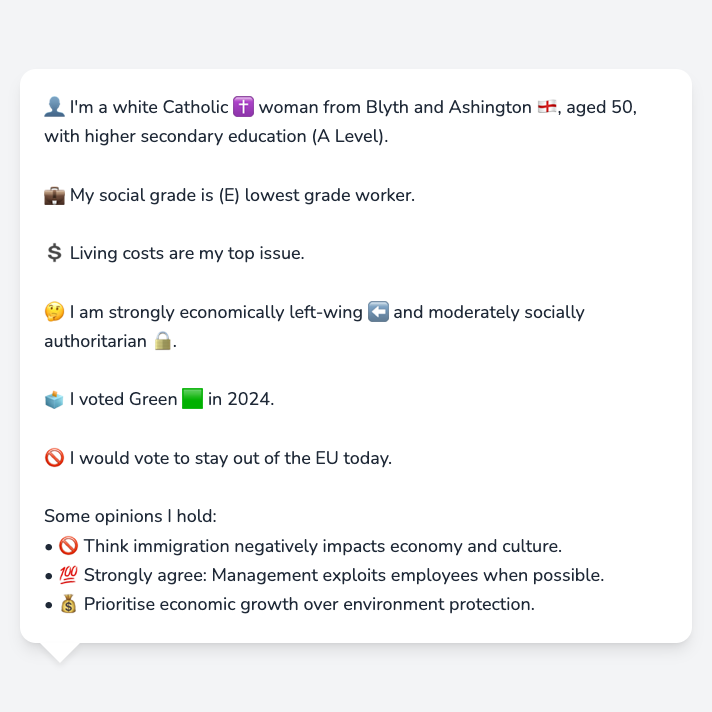 👤 I'm a white Catholic ✝️ woman from Blyth and Ashington 🏴󠁧󠁢󠁥󠁮󠁧󠁿, aged 50,
with higher secondary education (A Level).
💼 My social grade is (E) lowest grade worker.
💲 Living costs are my top issue.
🤔 I am strongly economically left-wing ⬅️ and moderately socially
authoritarian 🔒.
🗳️ I voted Green 🟩 in 2024.
🚫 I would vote to stay out of the EU today.
Some opinions I hold:
• 🚫 Think immigration negatively impacts economy and culture.
• 💯 Strongly agree: Management exploits employees when possible.
• 💰 Prioritise economic growth over environment protection.